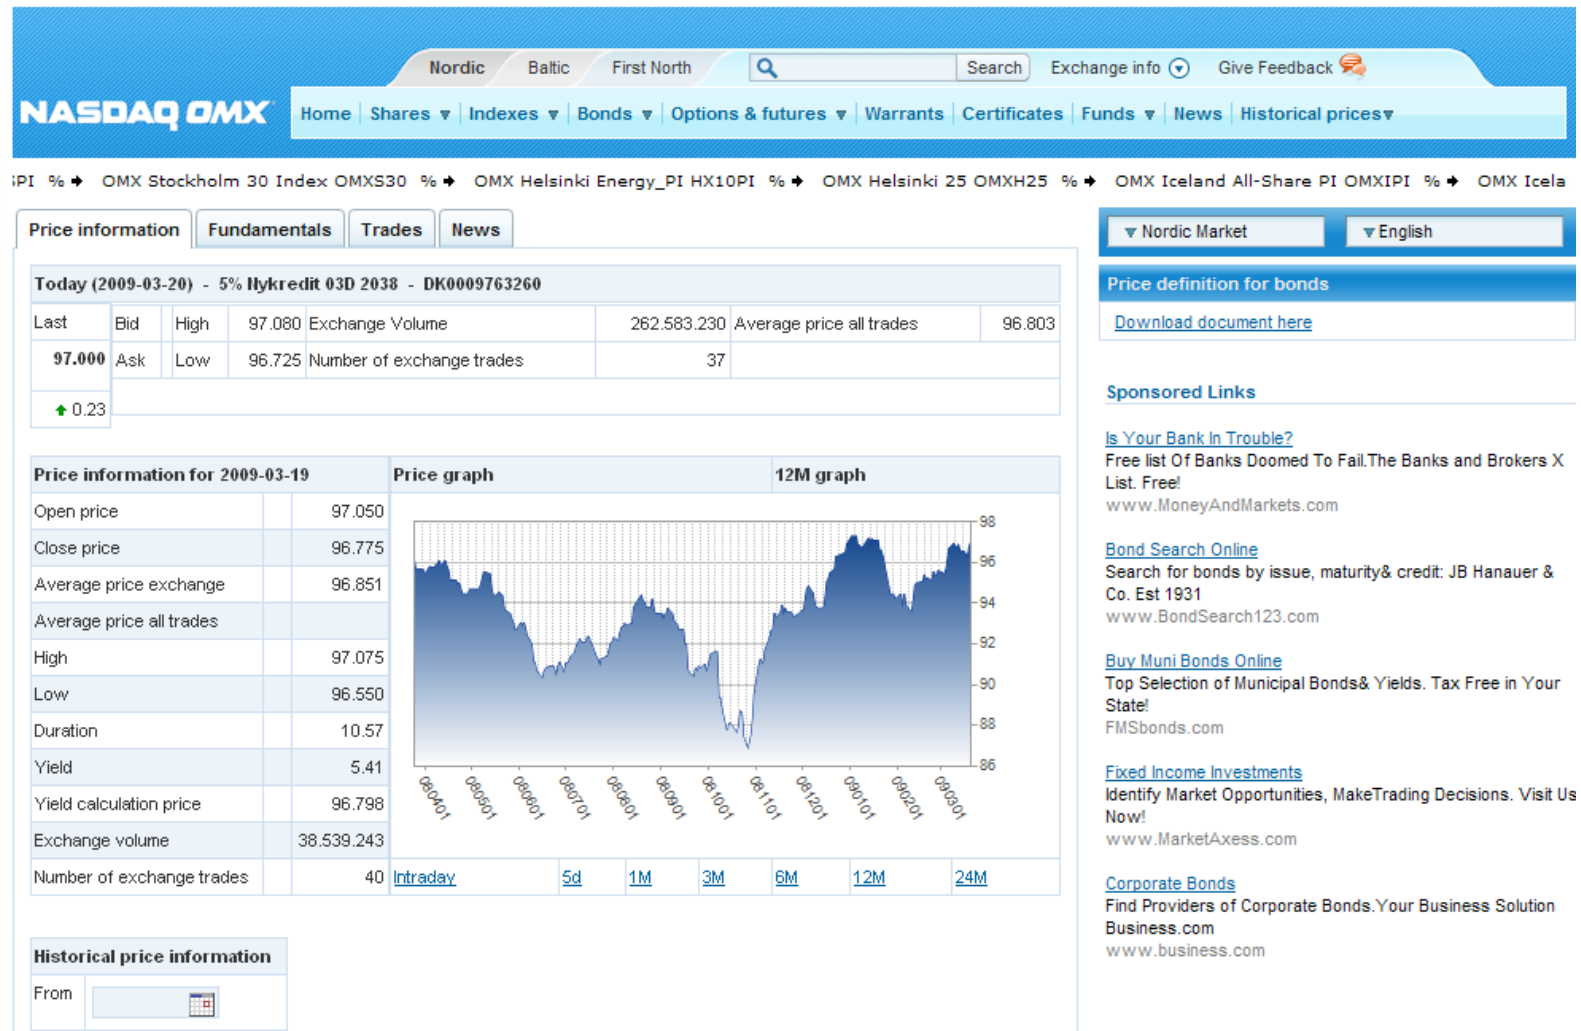 Nordic Baltic First North Search Exchange info Give Feedback
NASDAQ OMX
Home Shares Indexes Bonds Options & futures Warrants Certificates Funds News Historical prices
PI % OMX Stockholm 30 Index OMXS30 % OMX Helsinki Energy_PI HX10PI % OMX Helsinki 25 OMXH25 % OMX Iceland All-Share PI OMXIPI % OMX Icela
Price information Fundamentals Trades News
Nordic Market English
Today (2009-03-20) - 5% Nykredit 03D 2038 - DK0009763260
Last Bid High 97.080 Exchange Volume 262.583.230 Average price all trades 96.803
97.000 Ask Low 96.725 Number of exchange trades 37
0.23
Price information for 2009-03-19
Open price 97.050
Close price 96.775
Average price exchange 96.851
Average price all trades
High 97.075
Low 96.550
Duration 10.57
Yield 5.41
Yield calculation price 96.798
Exchange volume 38.539.243
Number of exchange trades 40
Price graph 12M graph
98
96
94
92
90
88
86
080401 080501 080601 080701 080801 080901 081001 081101 081201 090101 090201 090301
Intraday 5d 1M 3M 6M 12M 24M
Historical price information
From
Price definition for bonds
Download document here
Sponsored Links
Is Your Bank In Trouble?
Free list Of Banks Doomed To Fail.The Banks and Brokers X
List. Free!
www.MoneyAndMarkets.com
Bond Search Online
Search for bonds by issue, maturity& credit: JB Hanauer &
Co. Est 1931
www.BondSearch123.com
Buy Muni Bonds Online
Top Selection of Municipal Bonds& Yields. Tax Free in Your
State!
FMSbonds.com
Fixed Income Investments
Identify Market Opportunities, MakeTrading Decisions. Visit Us
Now!
www.MarketAxess.com
Corporate Bonds
Find Providers of Corporate Bonds.Your Business Solution
Business.com
www.business.com